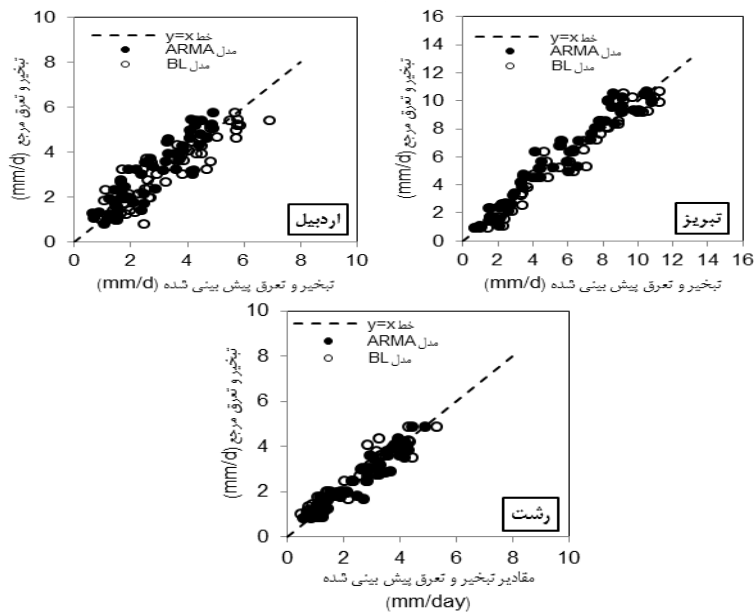 10
8
6
4
2
0
0 2 4 6 8 10
تبخیر و تعرق مرجع (mm/d)
خط y=x
مدل ARMA
مدل BL
اردبیل
تبخیر و تعرق پیش بینی شده (mm/d)
16
14
12
10
8
6
4
2
0
0 2 4 6 8 10 12 14 16
تبخیر و تعرق مرجع (mm/d)
خط y=x
مدل ARMA
مدل BL
تبریز
تبخیر و تعرق پیش بینی شده (mm/d)
10
8
6
4
2
0
0 2 4 6 8 10
تبخیر و تعرق مرجع (mm/d)
خط y=x
مدل ARMA
مدل BL
رشت
مقادیر تبخیر و تعرق پیش بینی شده
(mm/day)